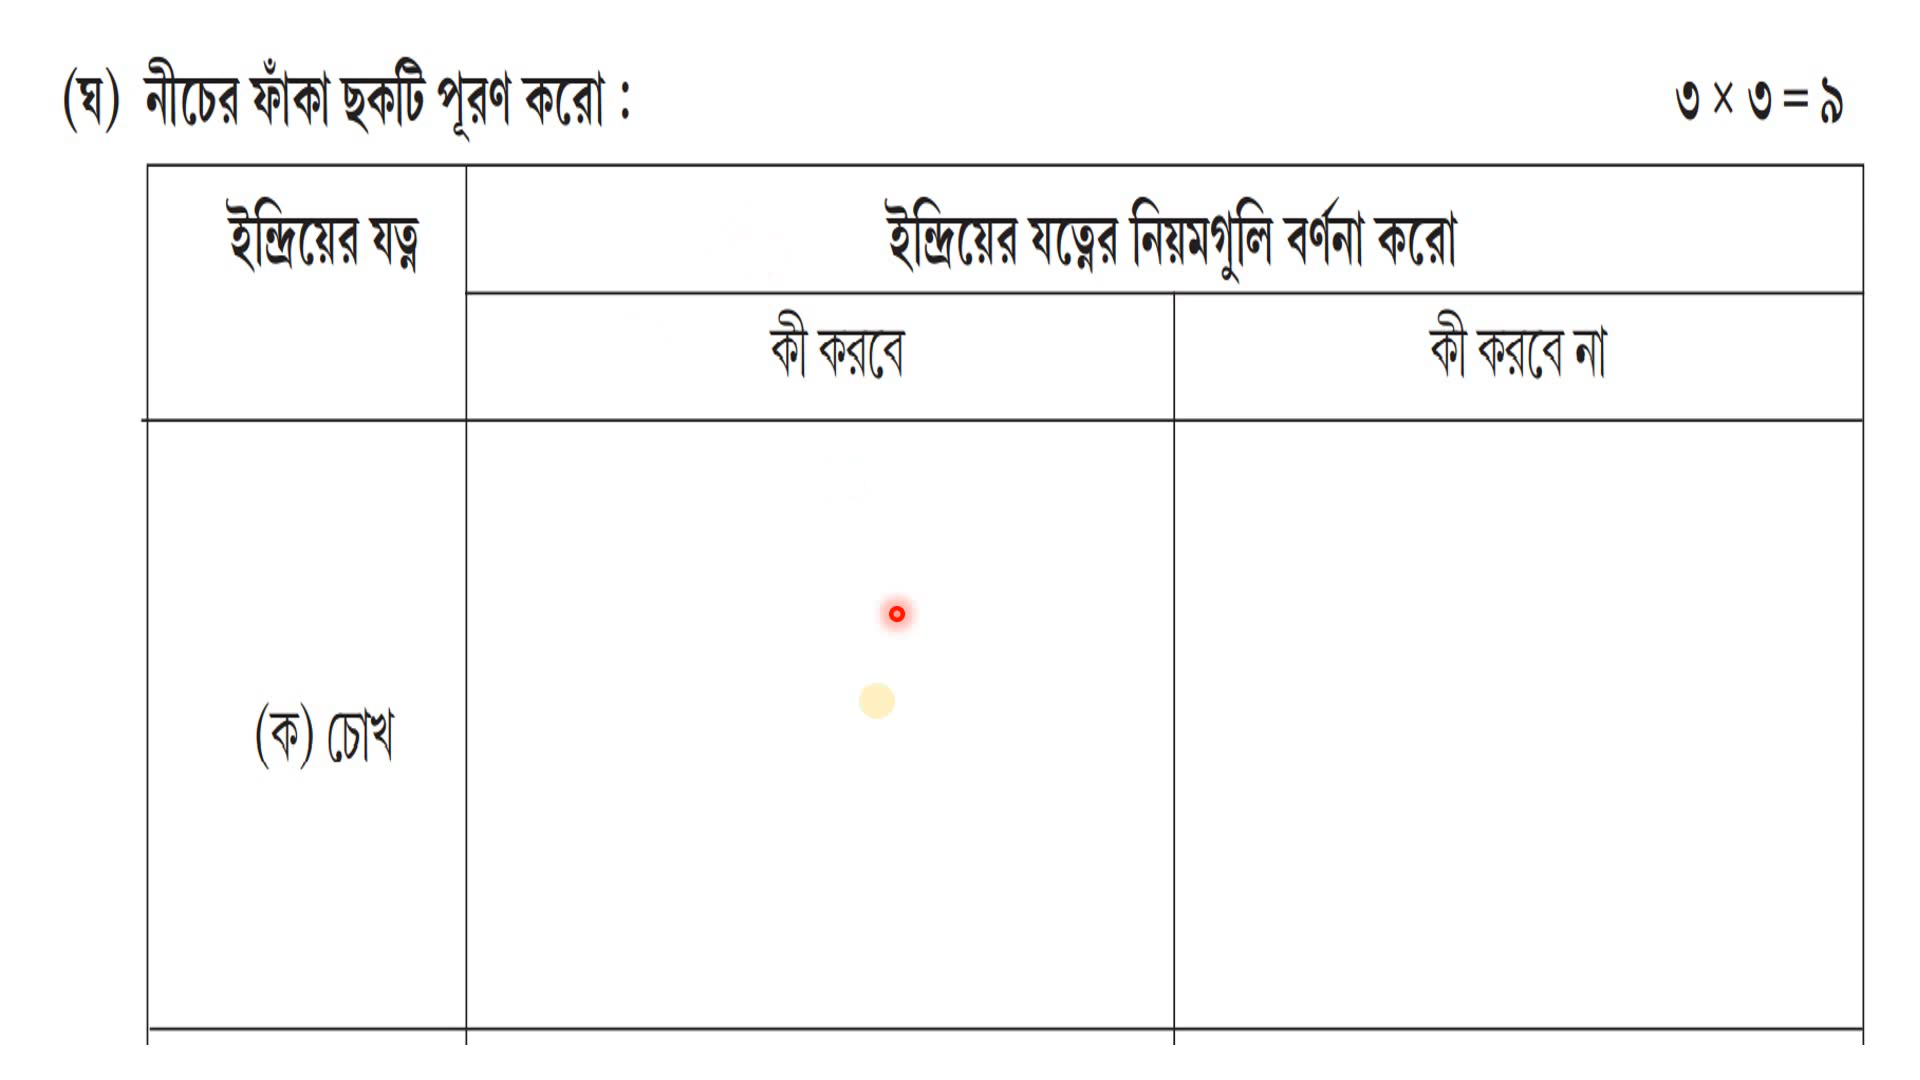 (ঘ) নীচের ফাঁকা ছকটি পূরণ করো : ৩ × ৩ = ৯
ইন্দ্রিয়ের যত্ন
ইন্দ্রিয়ের যত্নের নিয়মগুলি বর্ণনা করো
কী করবে
কী করবে না
(ক) চোখ